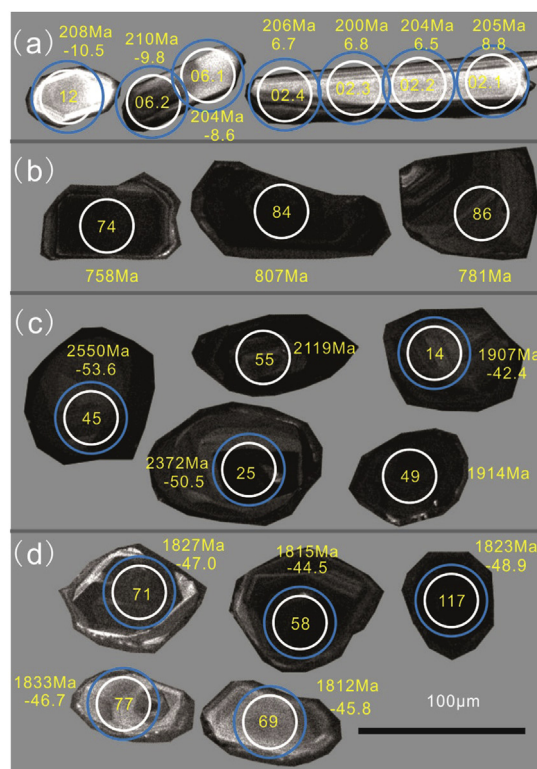 (a)
208Ma
-10.5
12
210Ma
-9.8
06.2
06.1
204Ma
-8.6
206Ma
6.7
02.4
200Ma
6.8
02.3
204Ma
6.5
02.2
205Ma
8.8
02.1
(b)
74
758Ma
84
807Ma
86
781Ma
(c)
2550Ma
-53.6
45
55
2119Ma
14
1907Ma
-42.4
2372Ma
-50.5
25
49
1914Ma
(d)
1827Ma
-47.0
71
1815Ma
-44.5
58
1823Ma
-48.9
117
1833Ma
-46.7
77
1812Ma
-45.8
69
100μm